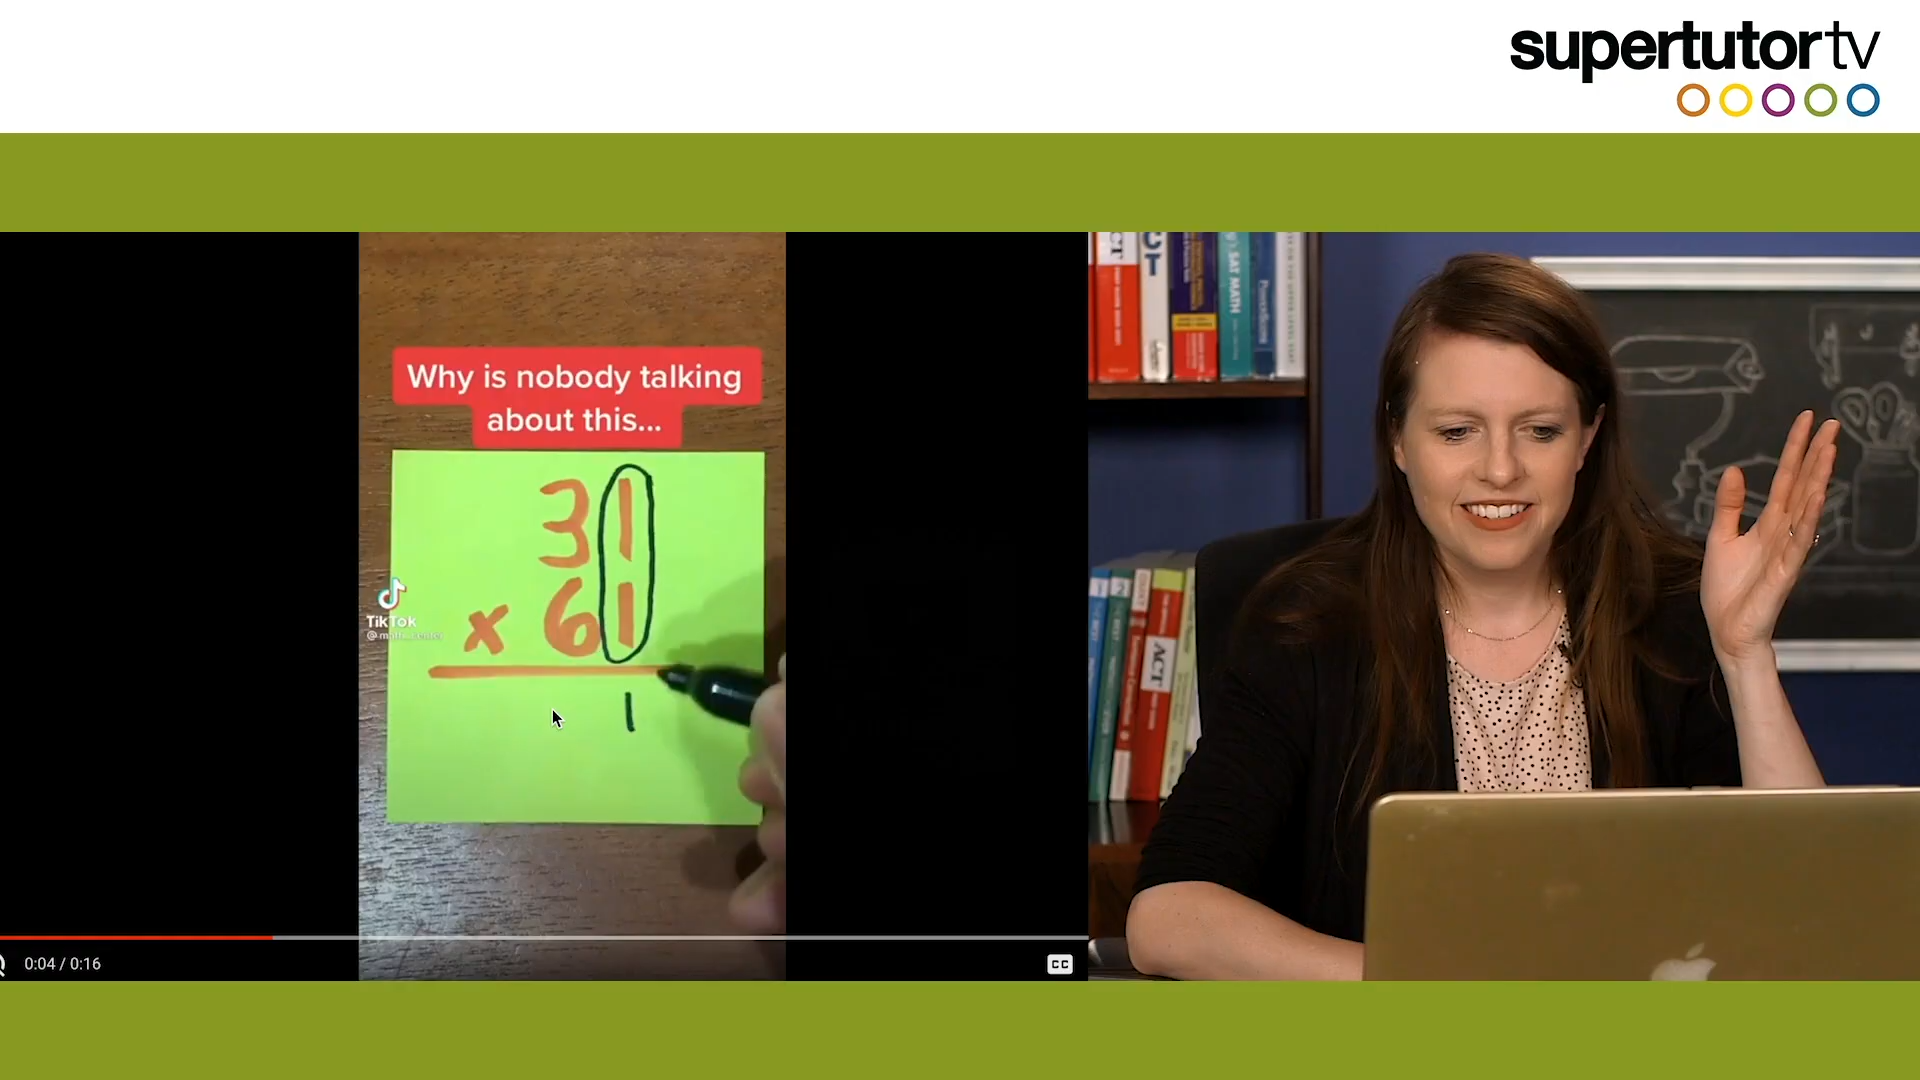 supertutortv
Why is nobody talking
about this...
31
x 61
1
TikTok
0:04 / 0:16
CC
CT
SAT MATH
ACT